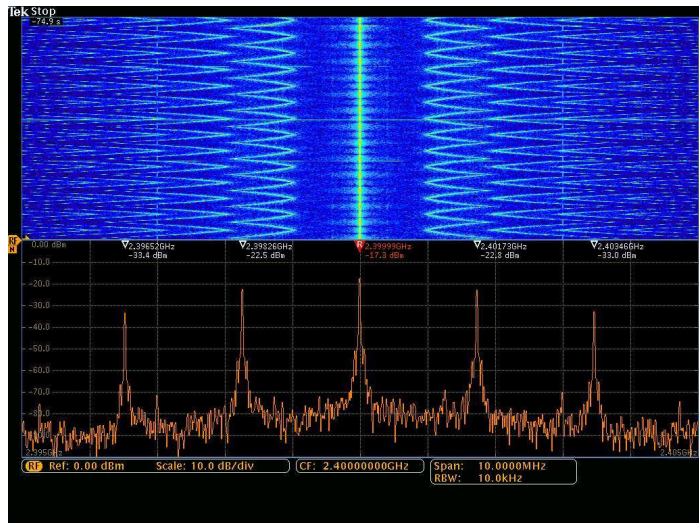 Tek Stop
-74.9 s
RF
0.00 dBm
2.39652GHz
-33.4 dBm
2.39826GHz
-22.5 dBm
R
2.39999GHz
-17.3 dBm
2.40173GHz
-22.8 dBm
2.40346GHz
-33.0 dBm
-10.0
-20.0
-30.0
-40.0
-50.0
-60.0
-70.0
-80.0
2.395GHz
2.405GHz
RF Ref: 0.00 dBm Scale: 10.0 dB/div
CF: 2.40000000GHz
Span: 10.0000MHz
RBW: 10.0kHz